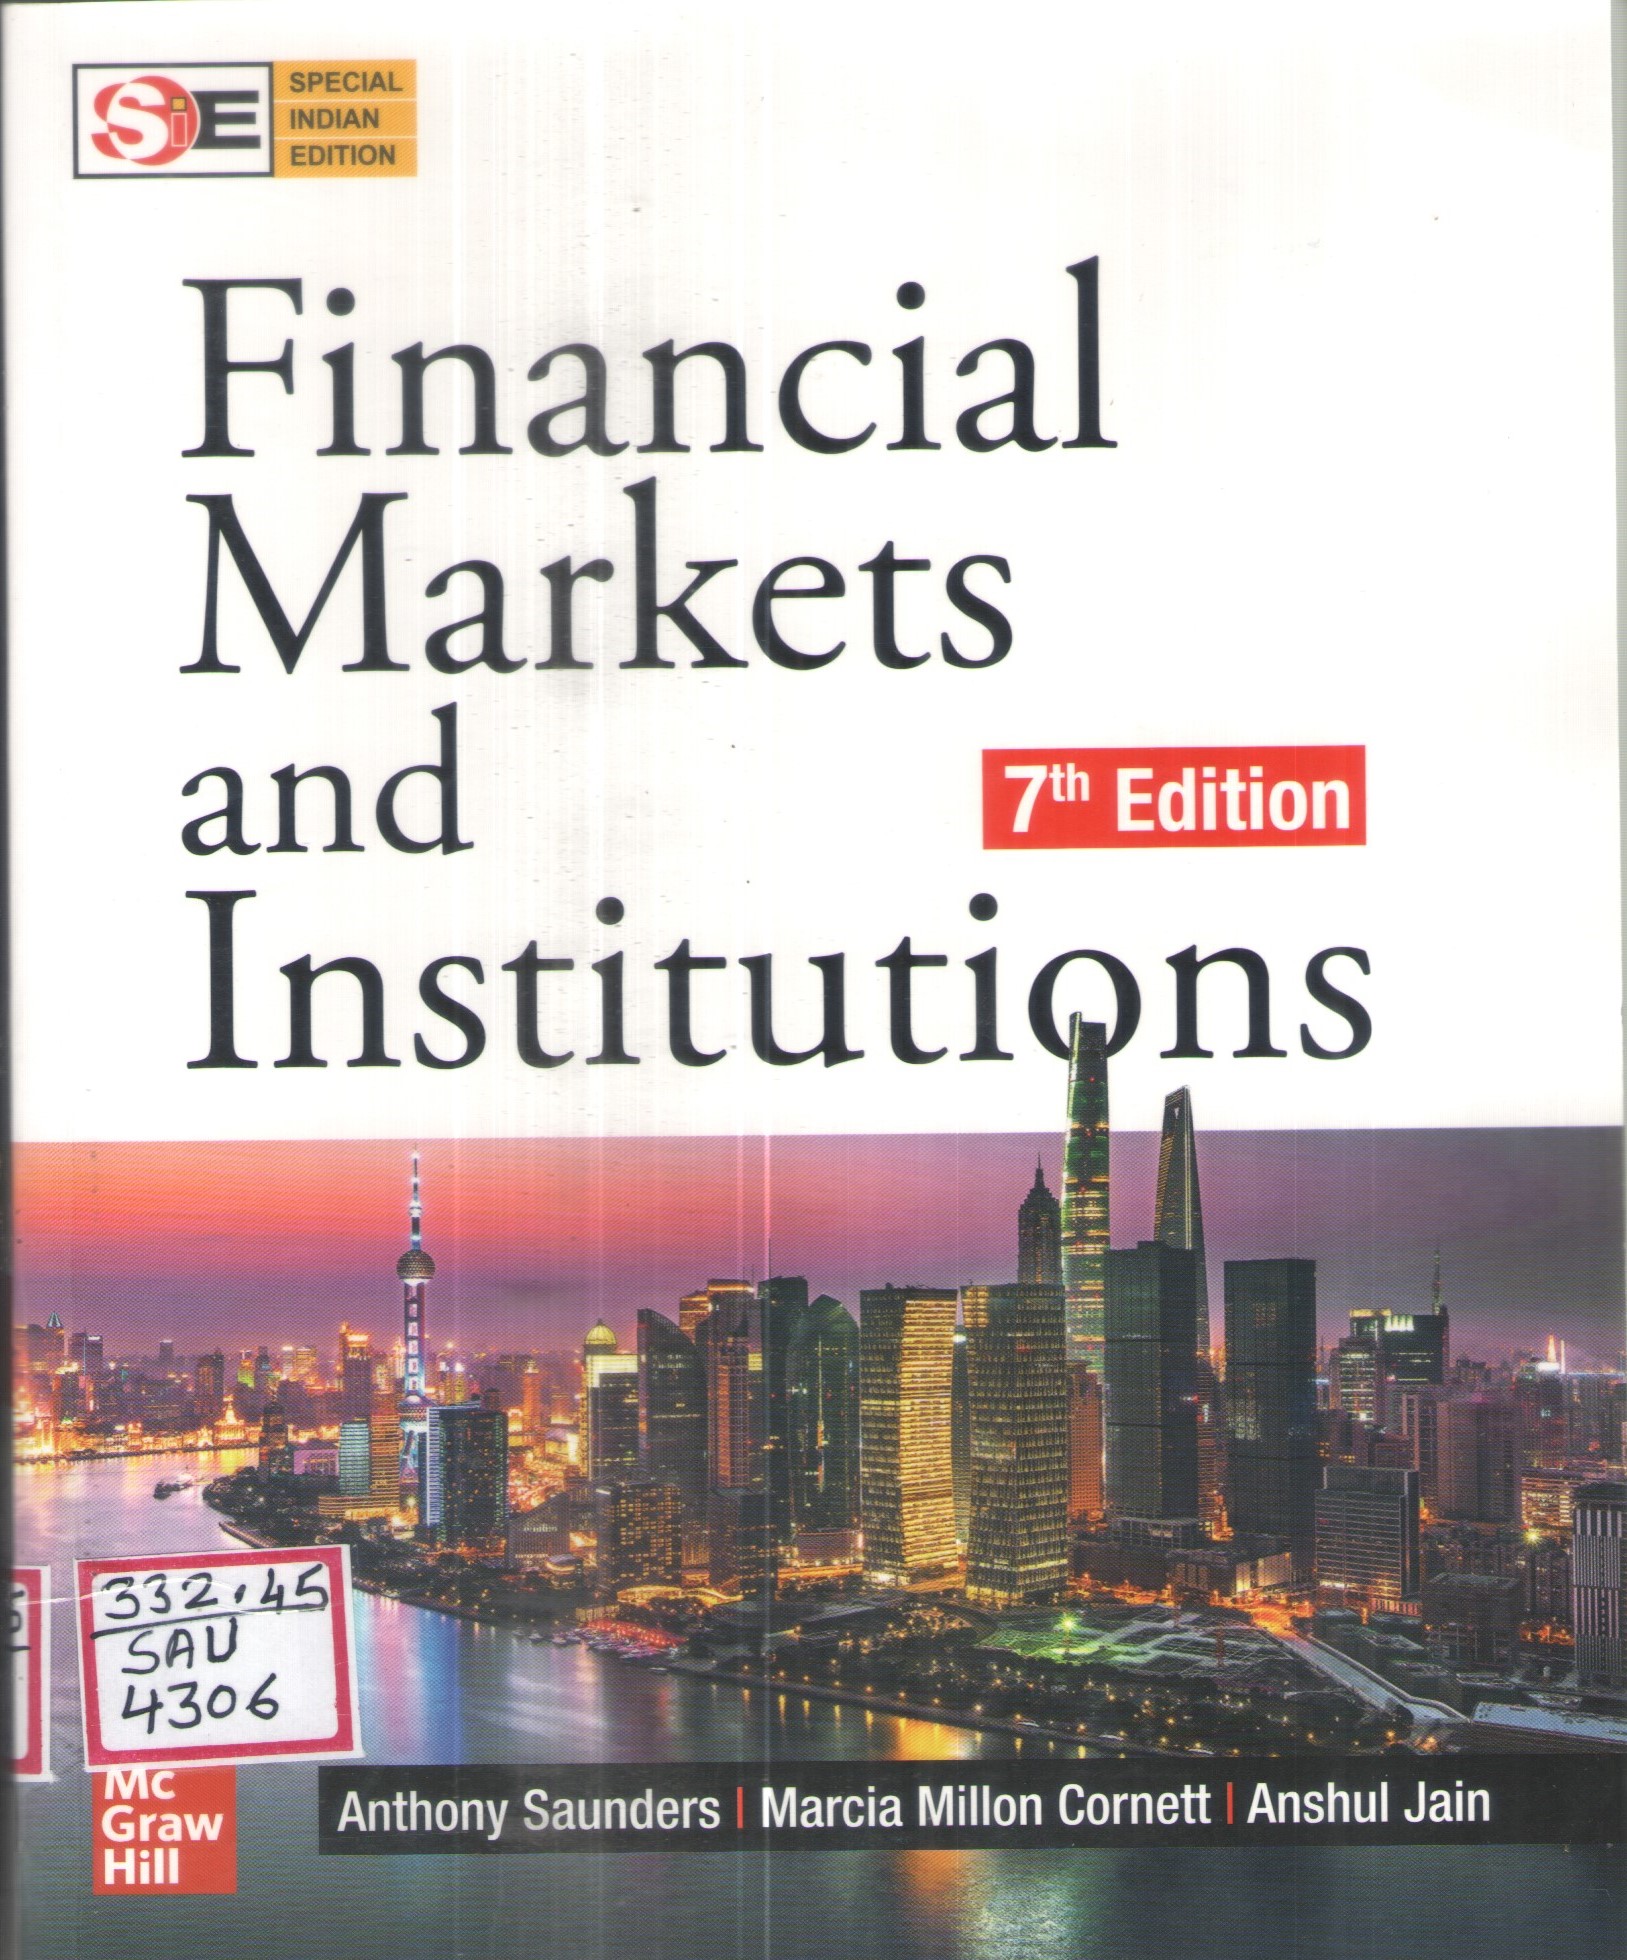 SiE
SPECIAL
INDIAN
EDITION
Financial
Markets
and
7th Edition
Institutions
332.45
SAU
4306
Mc
Graw
Hill
Anthony Saunders | Marcia Millon Cornett | Anshul Jain